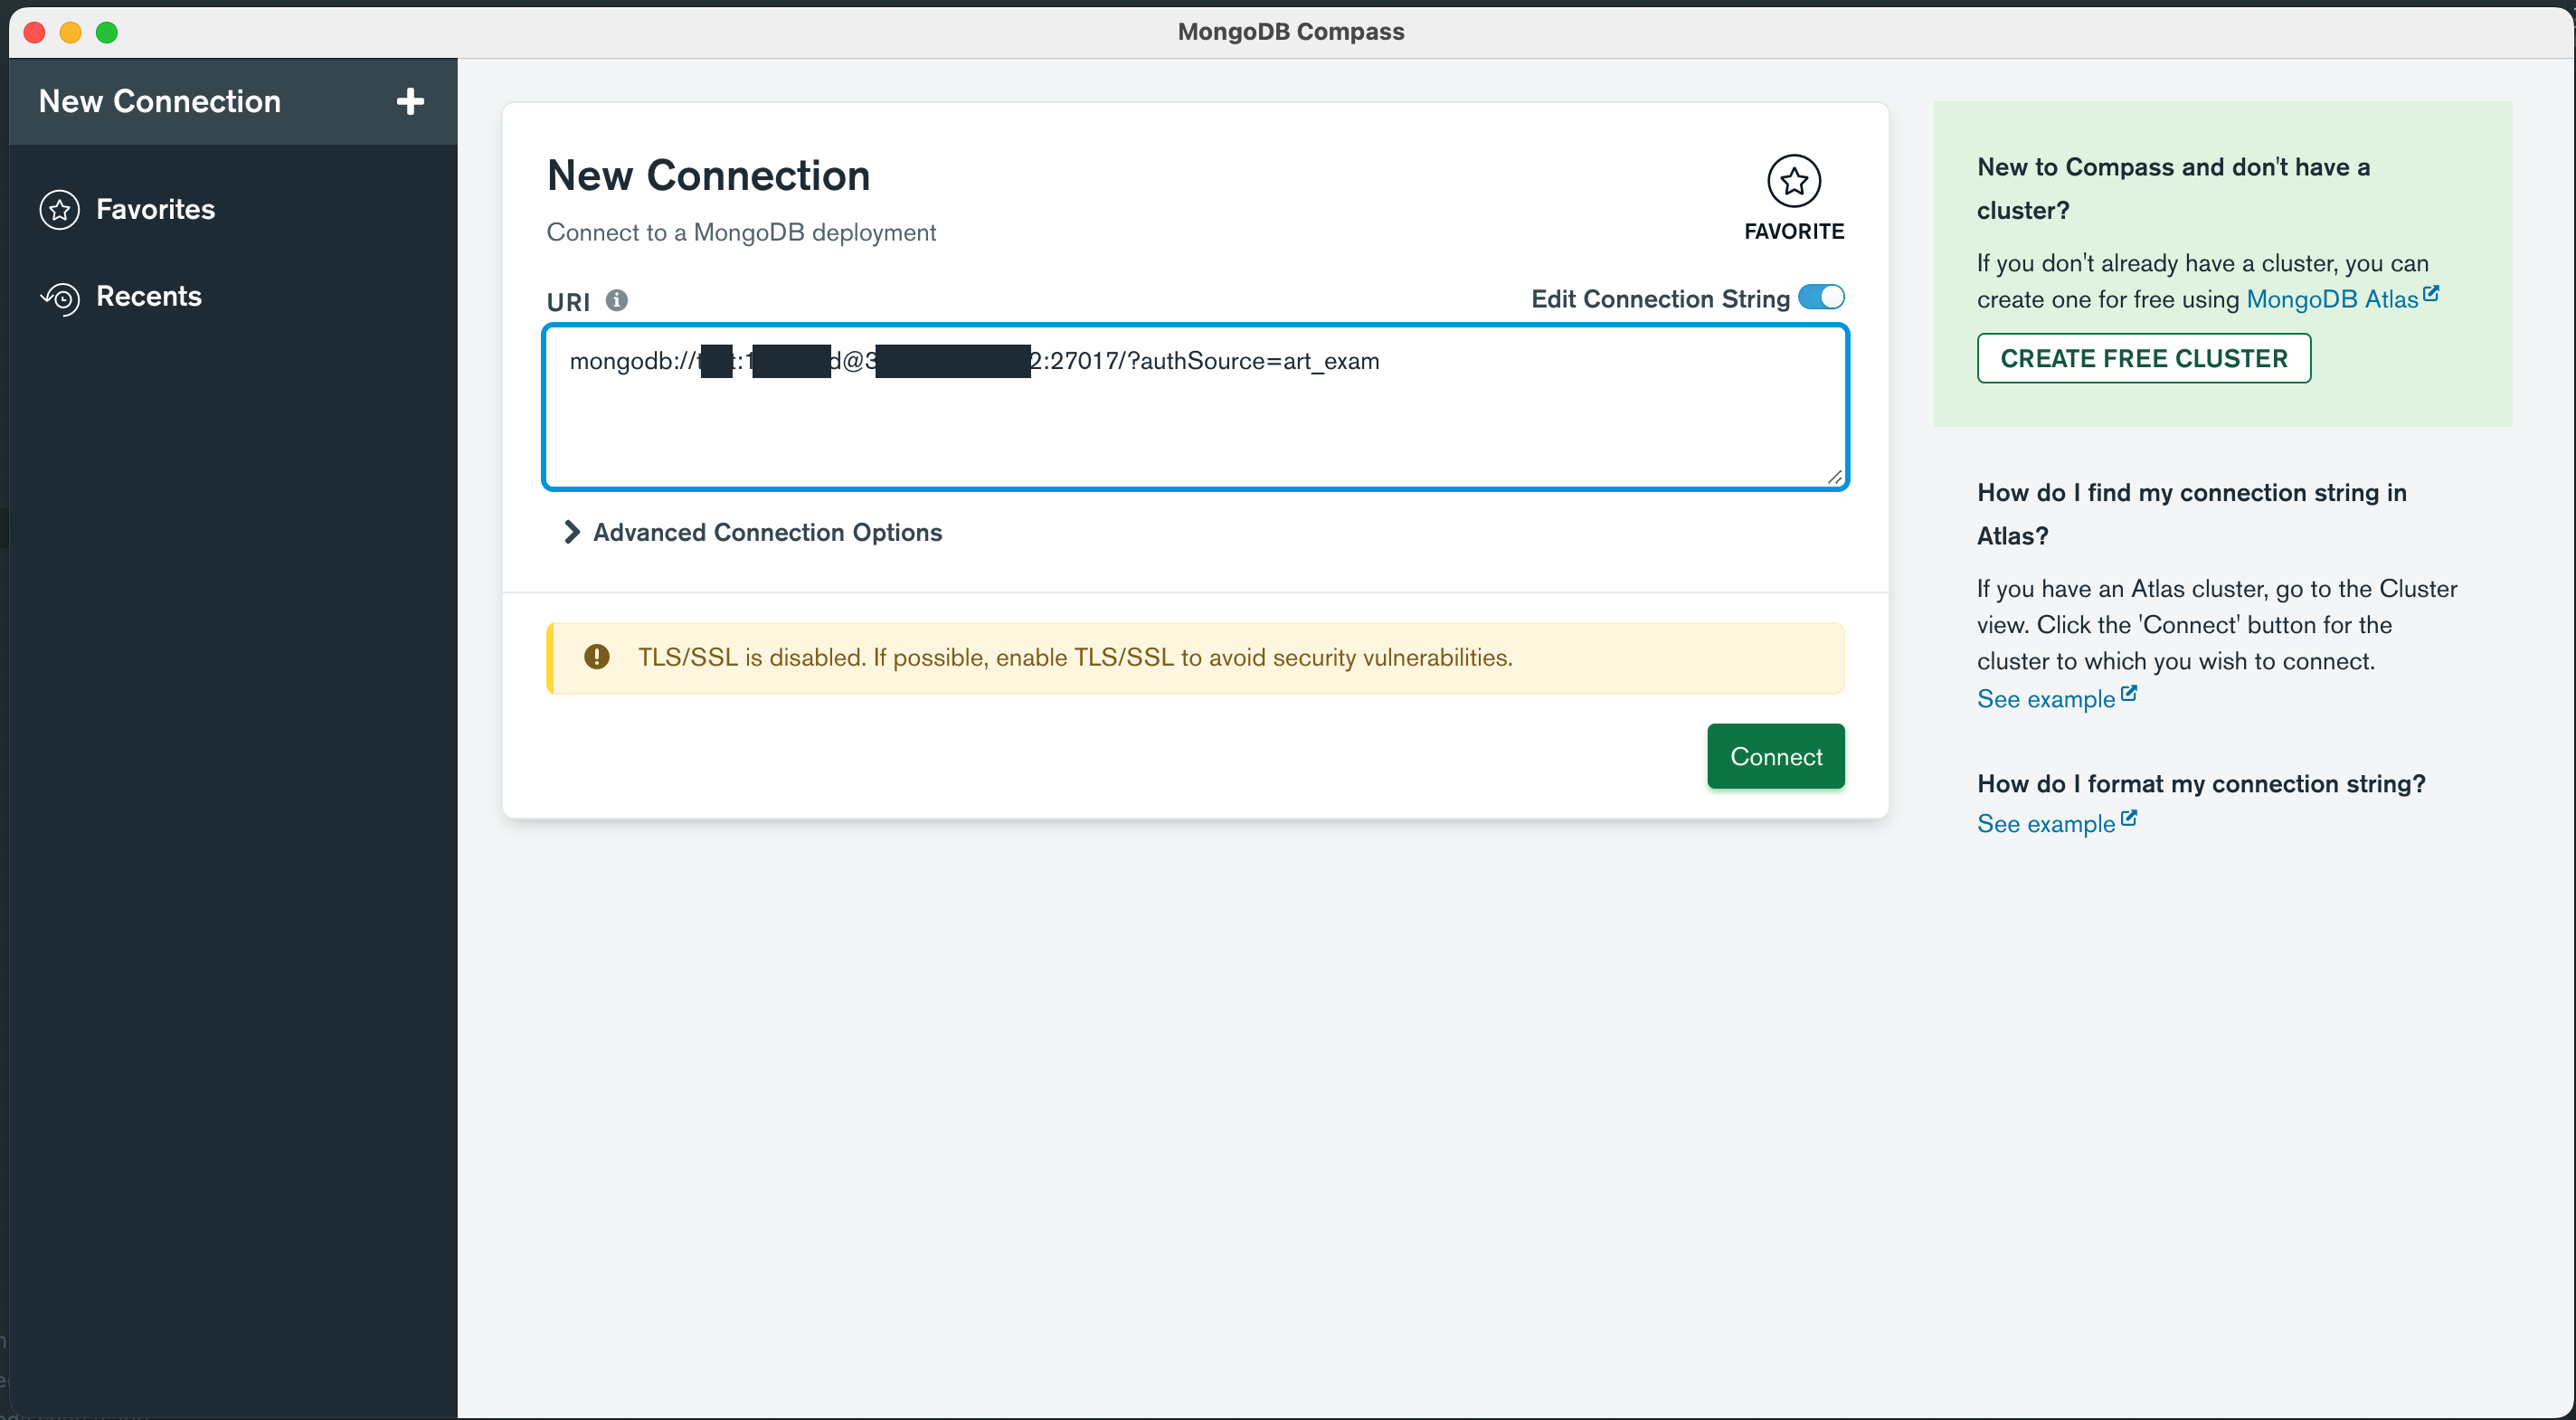 MongoDB Compass
New Connection
Favorites
Recents
New Connection
Connect to a MongoDB deployment
FAVORITE
URI
Edit Connection String
mongodb:// :1 d@3 2:27017/?authSource=art_exam
Advanced Connection Options
TLS/SSL is disabled. If possible, enable TLS/SSL to avoid security vulnerabilities.
Connect
New to Compass and don't have a
cluster?
If you don't already have a cluster, you can
create one for free using MongoDB Atlas
CREATE FREE CLUSTER
How do I find my connection string in
Atlas?
If you have an Atlas cluster, go to the Cluster
view. Click the 'Connect' button for the
cluster to which you wish to connect.
See example
How do I format my connection string?
See example